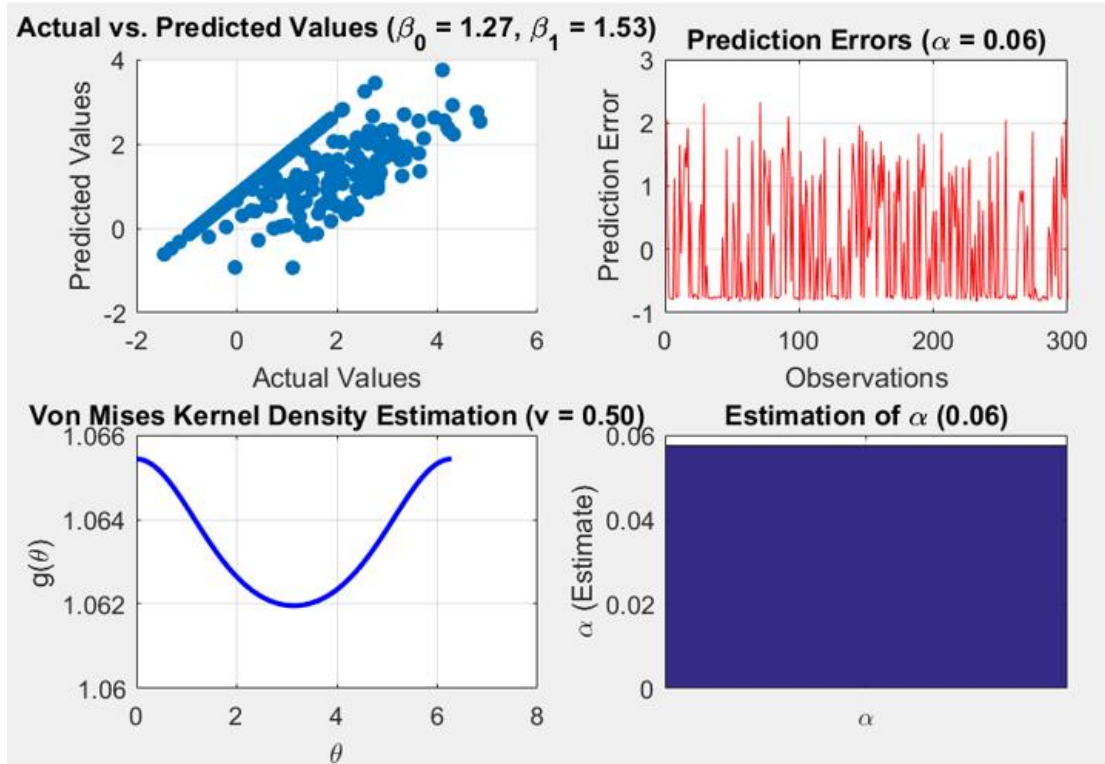 Actual vs. Predicted Values (β₀ = 1.27, β₁ = 1.53)
4
2
0
-2
Predicted Values
-2 0 2 4 6
Actual Values
Prediction Errors (α = 0.06)
3
2
1
0
-1
Prediction Error
0 100 200 300
Observations
Von Mises Kernel Density Estimation (v = 0.50)
1.066
1.064
1.062
1.06
g(θ)
0 2 4 6 8
θ
Estimation of α (0.06)
0.06
0.04
0.02
0
α (Estimate)
α